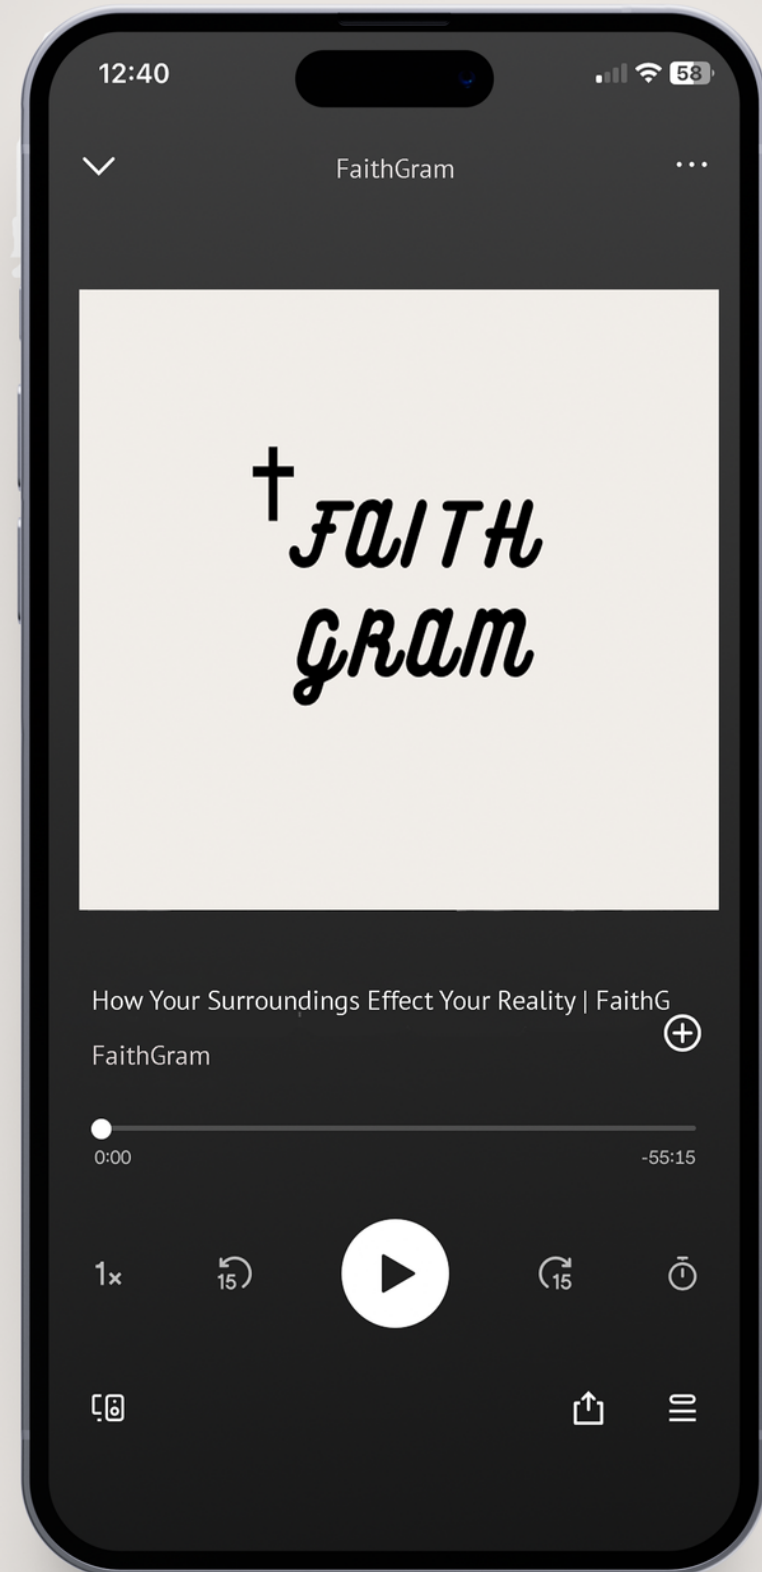 12:40
58
FaithGram
FAITH
GRAM
How Your Surroundings Effect Your Reality | FaithG
FaithGram
0:00
-55:15
1x
15
15